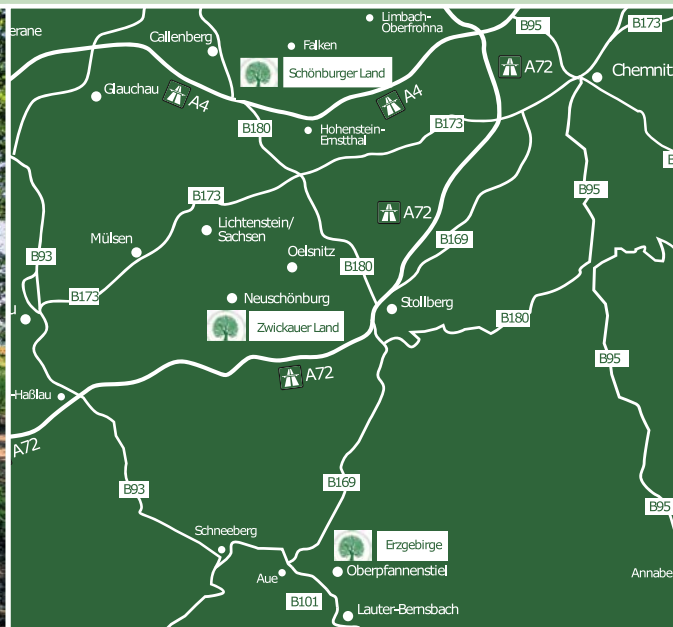 erane
Callenberg
Falken
Limbach-
Oberfrohna
B95
B173
A72
Chemnitz
Schönburger Land
Glauchau
A4
A4
B180
Hohenstein-
Ernstthal
B173
B173
B95
A72
Lichtenstein/
Sachsen
B169
Mülsen
Oelsnitz
B93
B180
B173
Neuschönburg
Stollberg
Zwickauer Land
B180
B95
A72
-Haßlau
A72
B169
B93
B95
Schneeberg
Erzgebirge
Aue
Oberpfannenstiel
Annabe
B101
Lauter-Bernsbach